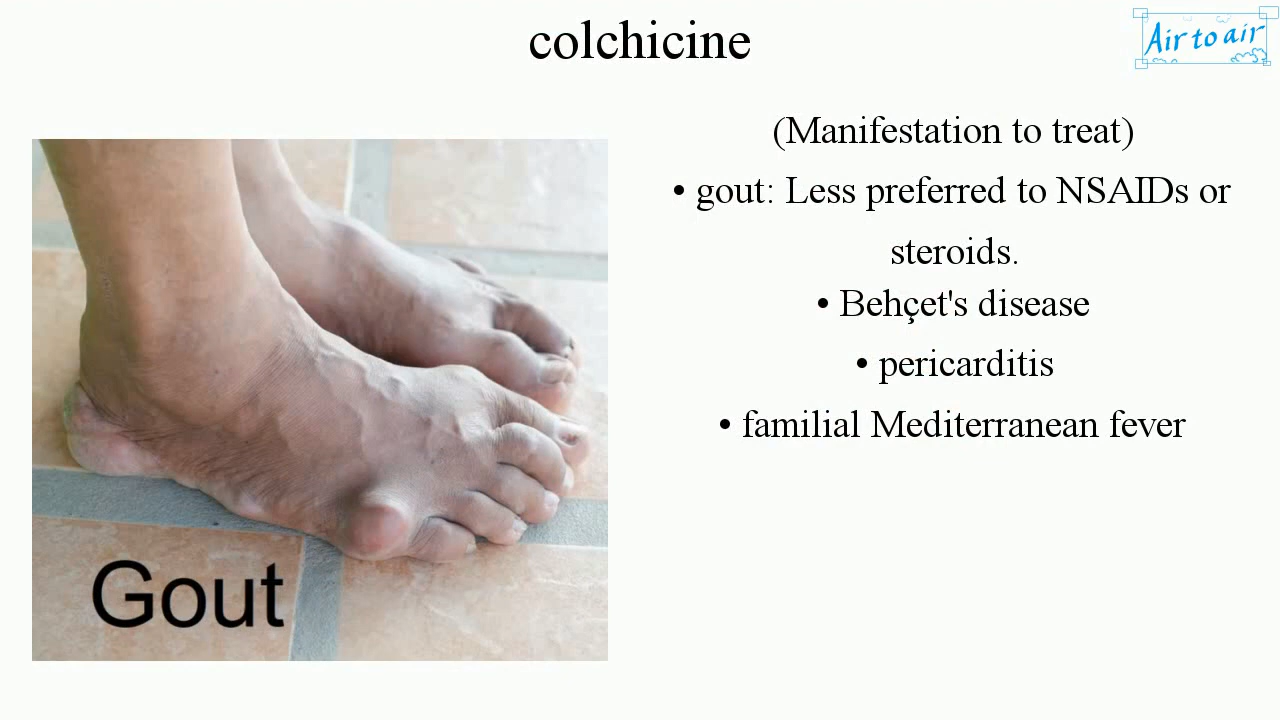 colchicine
Air to air
(Manifestation to treat)
• gout: Less preferred to NSAIDs or
steroids.
• Behçet's disease
• pericarditis
• familial Mediterranean fever
Gout